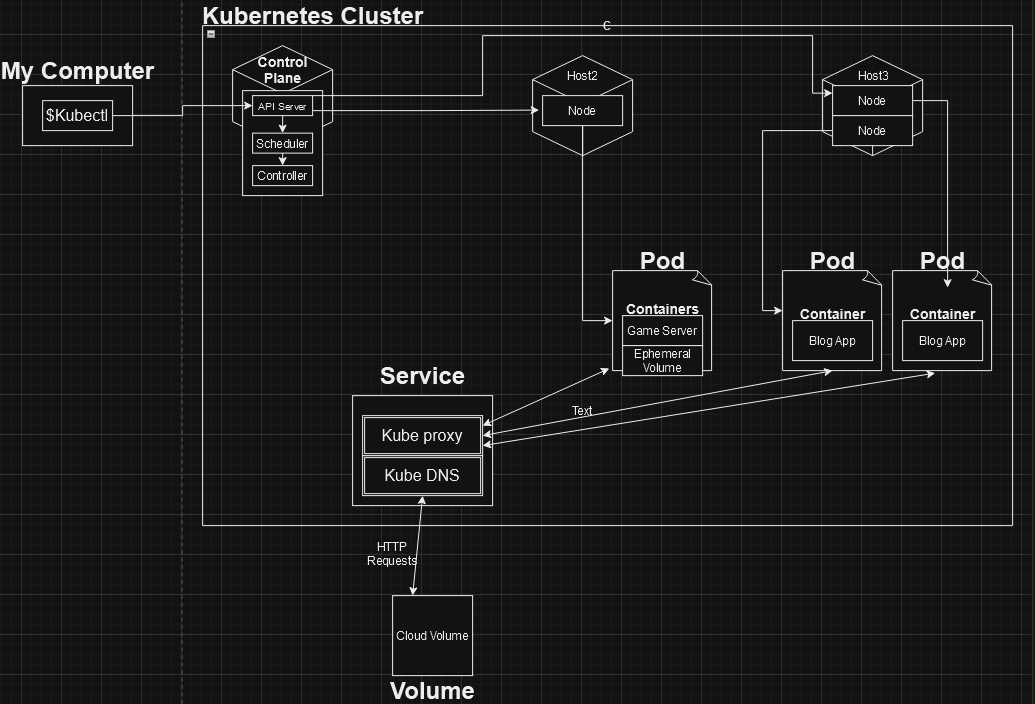 Kubernetes Cluster
C
My Computer
$Kubectl
Control
Plane
API Server
Scheduler
Controller
Host2
Node
Host3
Node
Node
Pod
Containers
Game Server
Ephemeral
Volume
Pod
Container
Blog App
Pod
Container
Blog App
Service
Kube proxy
Kube DNS
Text
HTTP
Requests
Cloud Volume
Volume